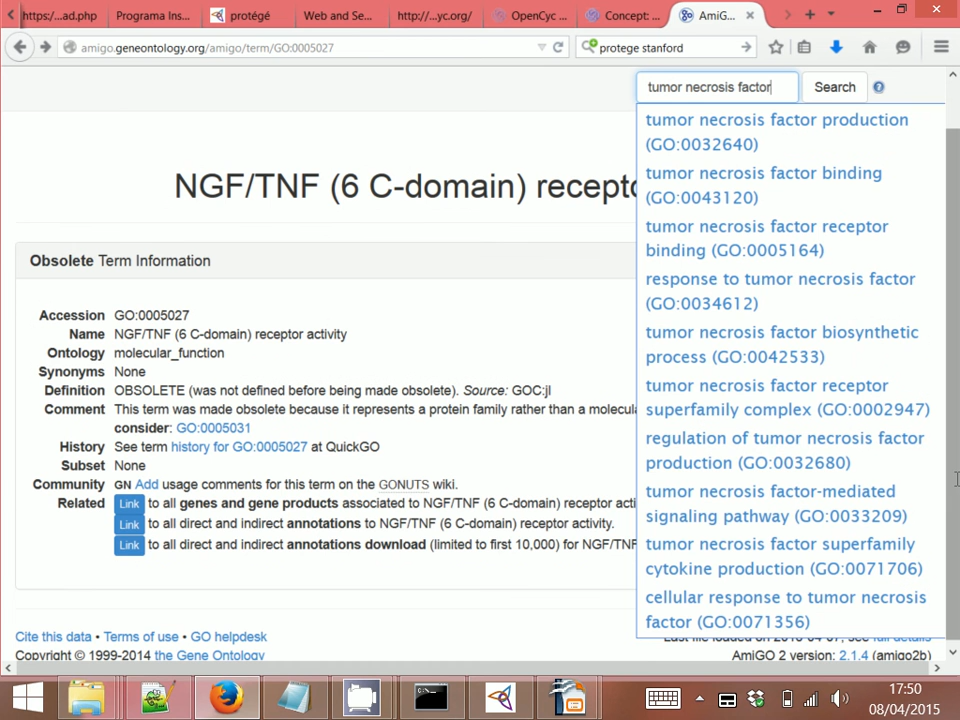 https:/...ad.php
Programa Ins...
protégé
Web and Se...
http://...yc.org/
OpenCyc ...
Concept: ...
AmiG...
amigo.geneontology.org/amigo/term/GO:0005027
protege stanford
tumor necrosis factor
Search
tumor necrosis factor production
(GO:0032640)
tumor necrosis factor binding
(GO:0043120)
tumor necrosis factor receptor
binding (GO:0005164)
response to tumor necrosis factor
(GO:0034612)
tumor necrosis factor biosynthetic
process (GO:0042533)
tumor necrosis factor receptor
superfamily complex (GO:0002947)
regulation of tumor necrosis factor
production (GO:0032680)
tumor necrosis factor-mediated
signaling pathway (GO:0033209)
tumor necrosis factor superfamily
cytokine production (GO:0071706)
cellular response to tumor necrosis
factor (GO:0071356)
NGF/TNF (6 C-domain) recepto
Obsolete Term Information
Accession GO:0005027
Name NGF/TNF (6 C-domain) receptor activity
Ontology molecular_function
Synonyms None
Definition OBSOLETE (was not defined before being made obsolete). Source: GOC:jl
Comment This term was made obsolete because it represents a protein family rather than a molecula
consider: GO:0005031
History See term history for GO:0005027 at QuickGO
Subset None
Community GN Add usage comments for this term on the GONUTS wiki.
Related Link to all genes and gene products associated to NGF/TNF (6 C-domain) receptor acti
Link to all direct and indirect annotations to NGF/TNF (6 C-domain) receptor activity.
Link to all direct and indirect annotations download (limited to first 10,000) for NGF/TNF
Cite this data • Terms of use • GO helpdesk
Copyright © 1999-2014 the Gene Ontology
AmiGO 2 version: 2.1.4 (amigo2b)
17:50
08/04/2015